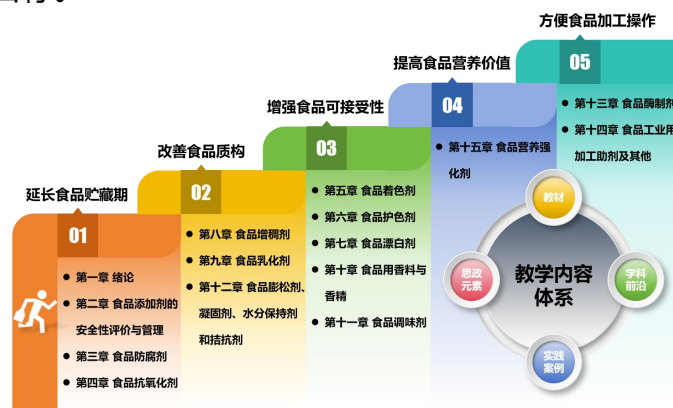 延长食品贮藏期
01
第一章 绪论
第二章 食品添加剂的
安全性评价与管理
第三章 食品防腐剂
第四章 食品抗氧化剂
改善食品质构
02
第八章 食品增稠剂
第九章 食品乳化剂
第十二章 食品膨松剂、
凝固剂、水分保持剂
和拮抗剂
增强食品可接受性
03
第五章 食品着色剂
第六章 食品护色剂
第七章 食品漂白剂
第十章 食品用香料与
香精
第十一章 食品调味剂
提高食品营养价值
04
第十五章 食品营养强
化剂
方便食品加工操作
05
第十三章 食品酶制剂
第十四章 食品工业用
加工助剂及其他
教材
思政
元素
教学内容
体系
学科
前沿
实践
案例